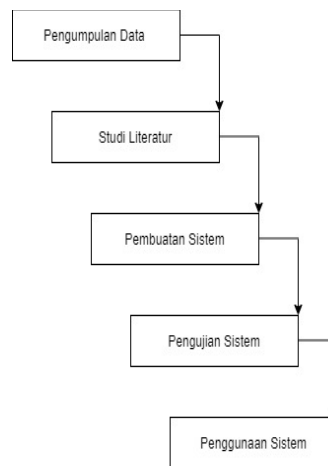 Pengumpulan Data
Studi Literatur
Pembuatan Sistem
Pengujian Sistem
Penggunaan Sistem